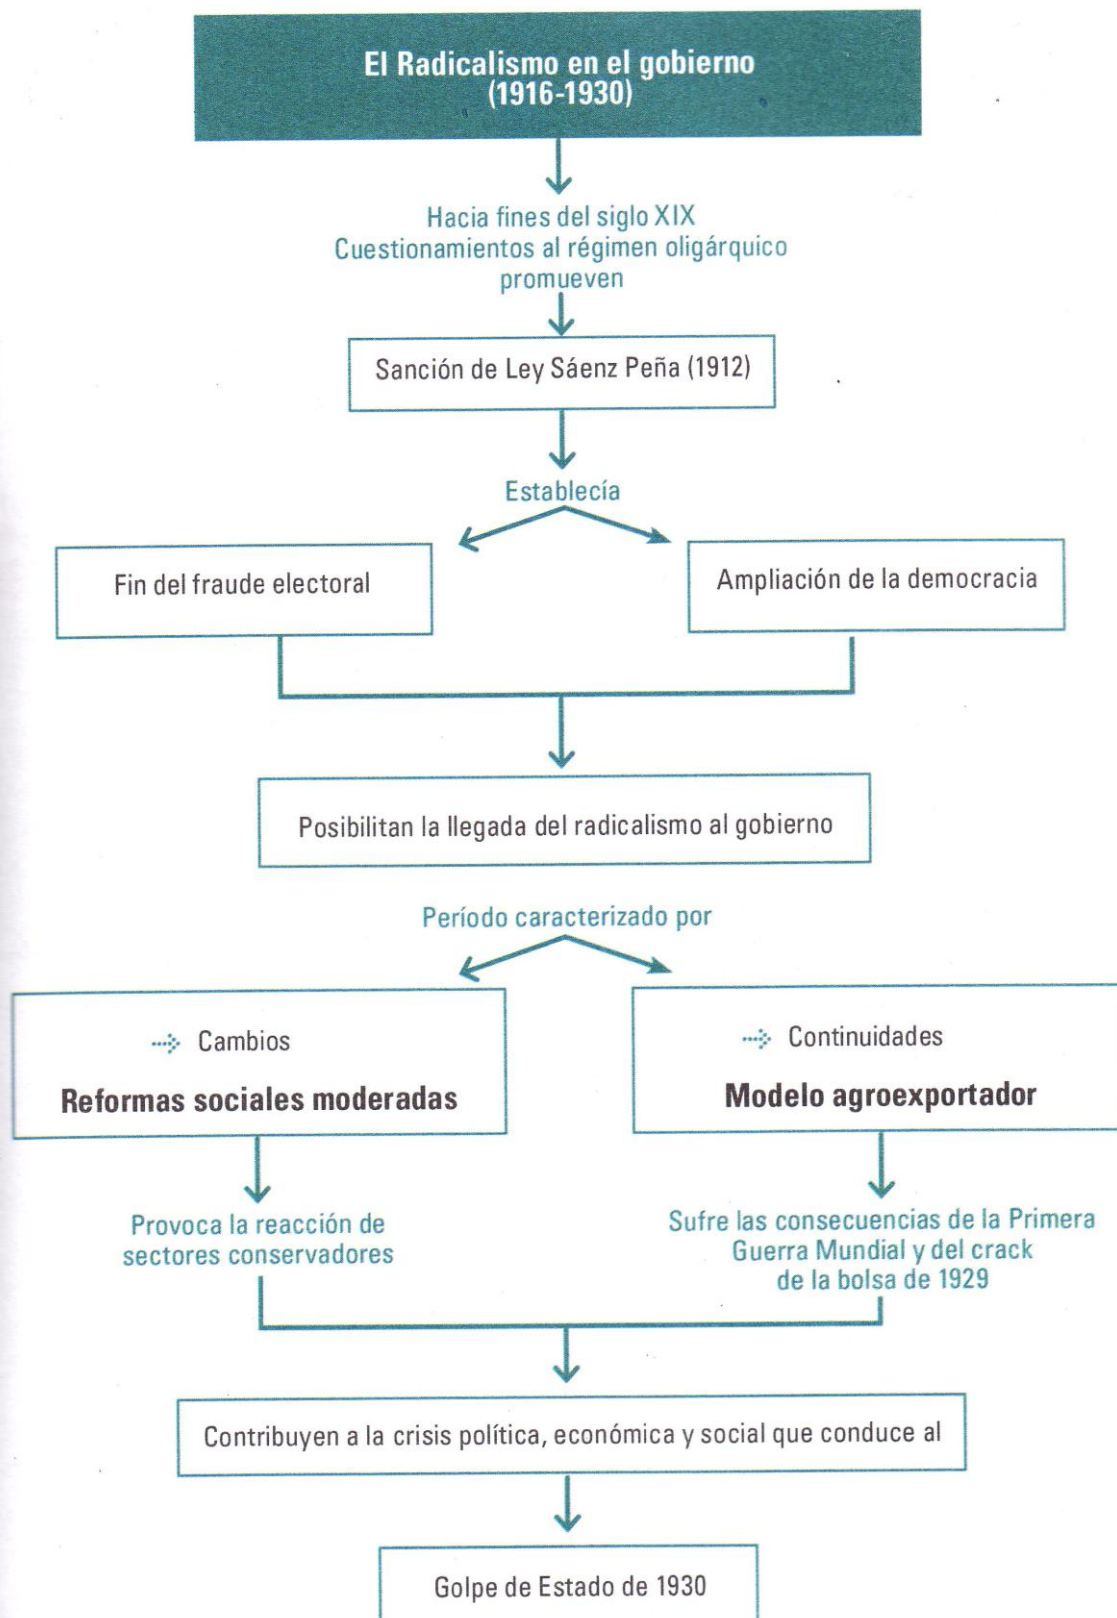 El Radicalismo en el gobierno
(1916-1930)
Hacia fines del siglo XIX
Cuestionamientos al régimen oligárquico
promueven
Sanción de Ley Sáenz Peña (1912)
Establecía
Fin del fraude electoral
Ampliación de la democracia
Posibilitan la llegada del radicalismo al gobierno
Período caracterizado por
Cambios
Reformas sociales moderadas
Continuidades
Modelo agroexportador
Provoca la reacción de
sectores conservadores
Sufre las consecuencias de la Primera
Guerra Mundial y del crack
de la bolsa de 1929
Contribuyen a la crisis política, económica y social que conduce al
Golpe de Estado de 1930